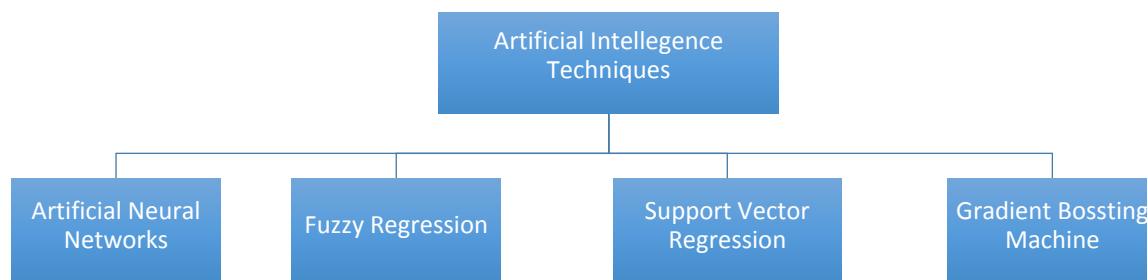 Artificial Intellegence
Techniques
Artificial Neural
Networks
Fuzzy Regression
Support Vector
Regression
Gradient Bossting
Machine